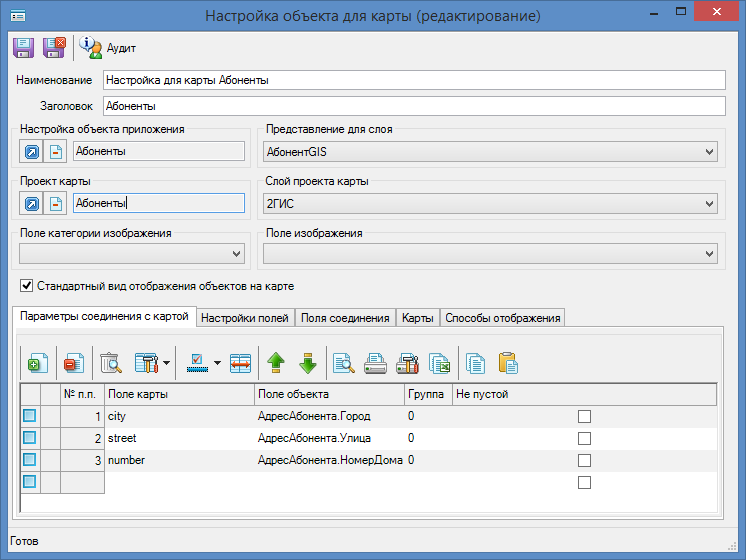 Настройка объекта для карты (редактирование)
Аудит
Наименование
Настройка для карты Абоненты
Заголовок
Абоненты
Настройка объекта приложения
Представление для слоя
Абоненты
АбонентGIS
Проект карты
Слой проекта карты
Абоненты
2ГИС
Поле категории изображения
Поле изображения
Стандартный вид отображения объектов на карте
Параметры соединения с картой
Настройки полей
Поля соединения
Карты
Способы отображения
№ п.п. Поле карты Поле объекта Группа Не пустой
1 city АдресАбонента.Город 0
2 street АдресАбонента.Улица 0
3 number АдресАбонента.НомерДома 0
Готов